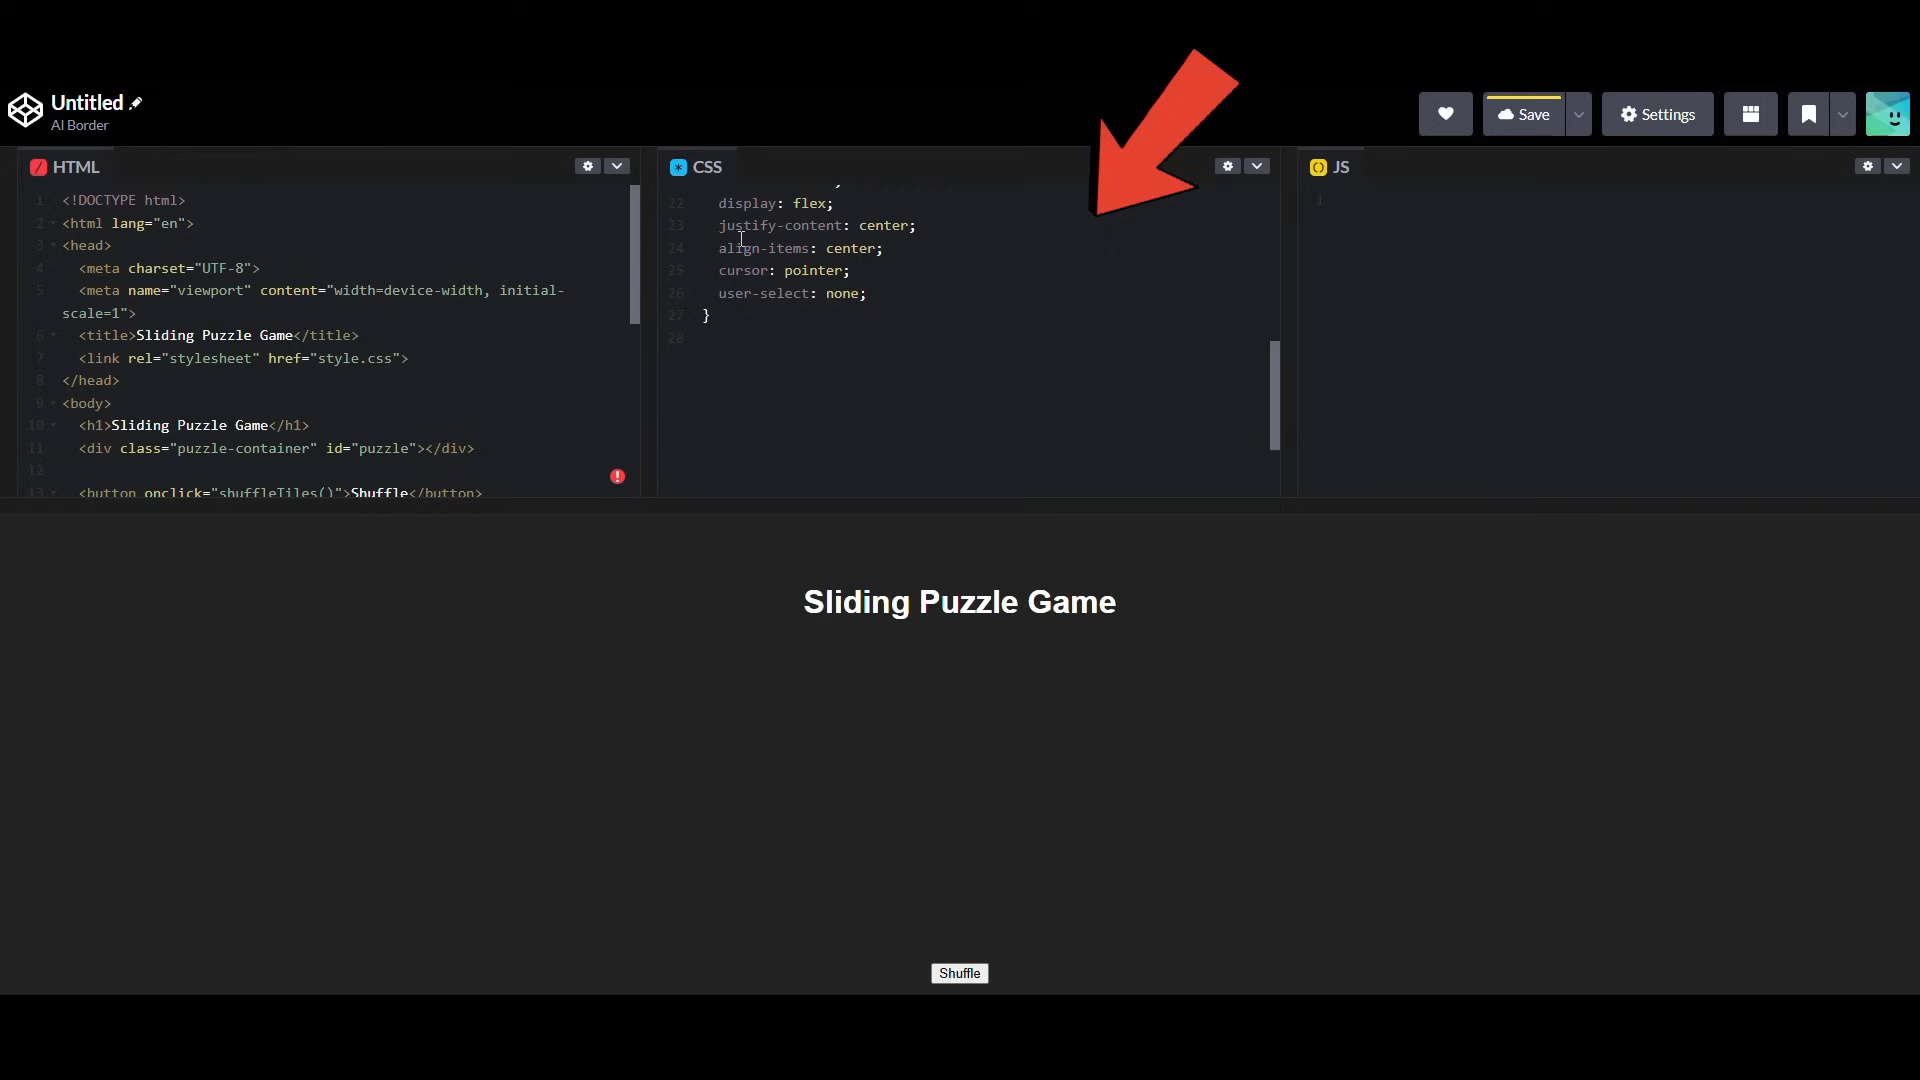 Untitled
AI Border
Save
Settings
HTML
1 <!DOCTYPE html>
2 <html lang="en">
3 <head>
4 <meta charset="UTF-8">
5 <meta name="viewport" content="width=device-width, initial-
scale=1">
6 <title>Sliding Puzzle Game</title>
7 <link rel="stylesheet" href="style.css">
8 </head>
9 <body>
10 <h1>Sliding Puzzle Game</h1>
11 <div class="puzzle-container" id="puzzle"></div>
12
13 <button onclick="shuffleTiles()">Shuffle</button>
CSS
22 display: flex;
23 justify-content: center;
24 align-items: center;
25 cursor: pointer;
26 user-select: none;
27 }
28
JS
1
Sliding Puzzle Game
Shuffle